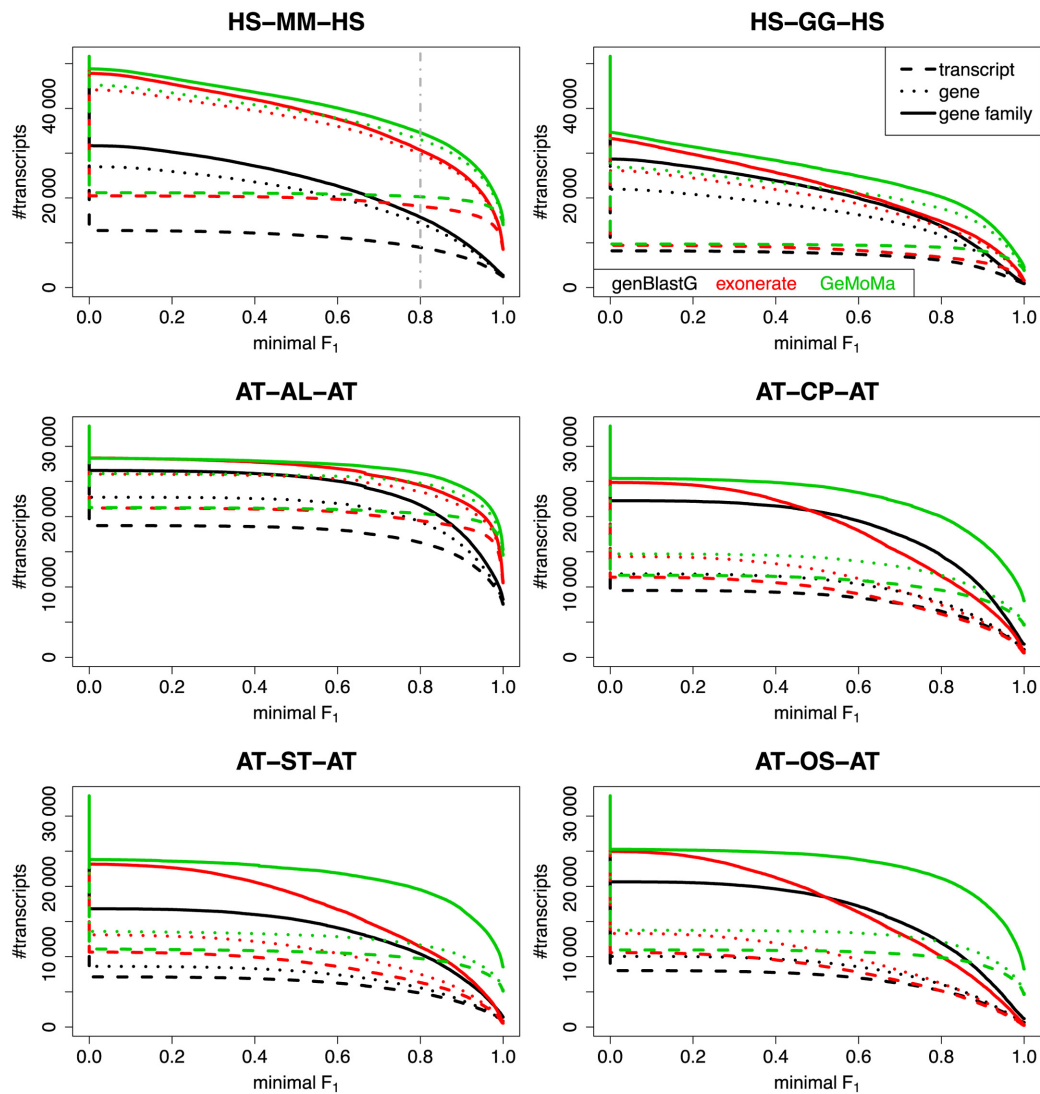 HS–MM–HS
#transcripts
0 20 000 40 000
0.0 0.2 0.4 0.6 0.8 1.0
minimal F1
HS–GG–HS
transcript
gene
gene family
genBlastG exonerate GeMoMa
#transcripts
0 20 000 40 000
0.0 0.2 0.4 0.6 0.8 1.0
minimal F1
AT–AL–AT
#transcripts
0 10 000 20 000 30 000
0.0 0.2 0.4 0.6 0.8 1.0
minimal F1
AT–CP–AT
#transcripts
0 10 000 20 000 30 000
0.0 0.2 0.4 0.6 0.8 1.0
minimal F1
AT–ST–AT
#transcripts
0 10 000 20 000 30 000
0.0 0.2 0.4 0.6 0.8 1.0
minimal F1
AT–OS–AT
#transcripts
0 10 000 20 000 30 000
0.0 0.2 0.4 0.6 0.8 1.0
minimal F1